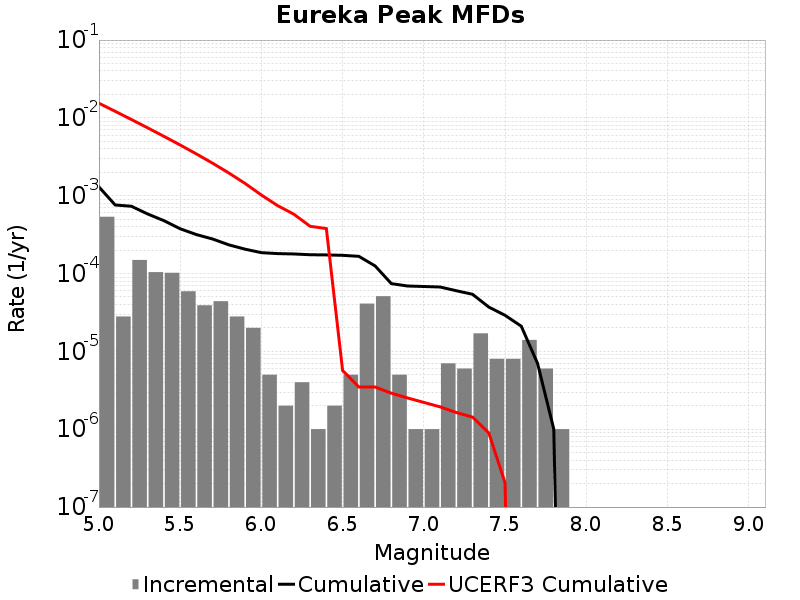 Eureka Peak MFDs
10-1
10-2
10-3
10-4
10-5
10-6
10-7
Rate (1/yr)
5.0 5.5 6.0 6.5 7.0 7.5 8.0 8.5 9.0
Magnitude
Incremental Cumulative UCERF3 Cumulative